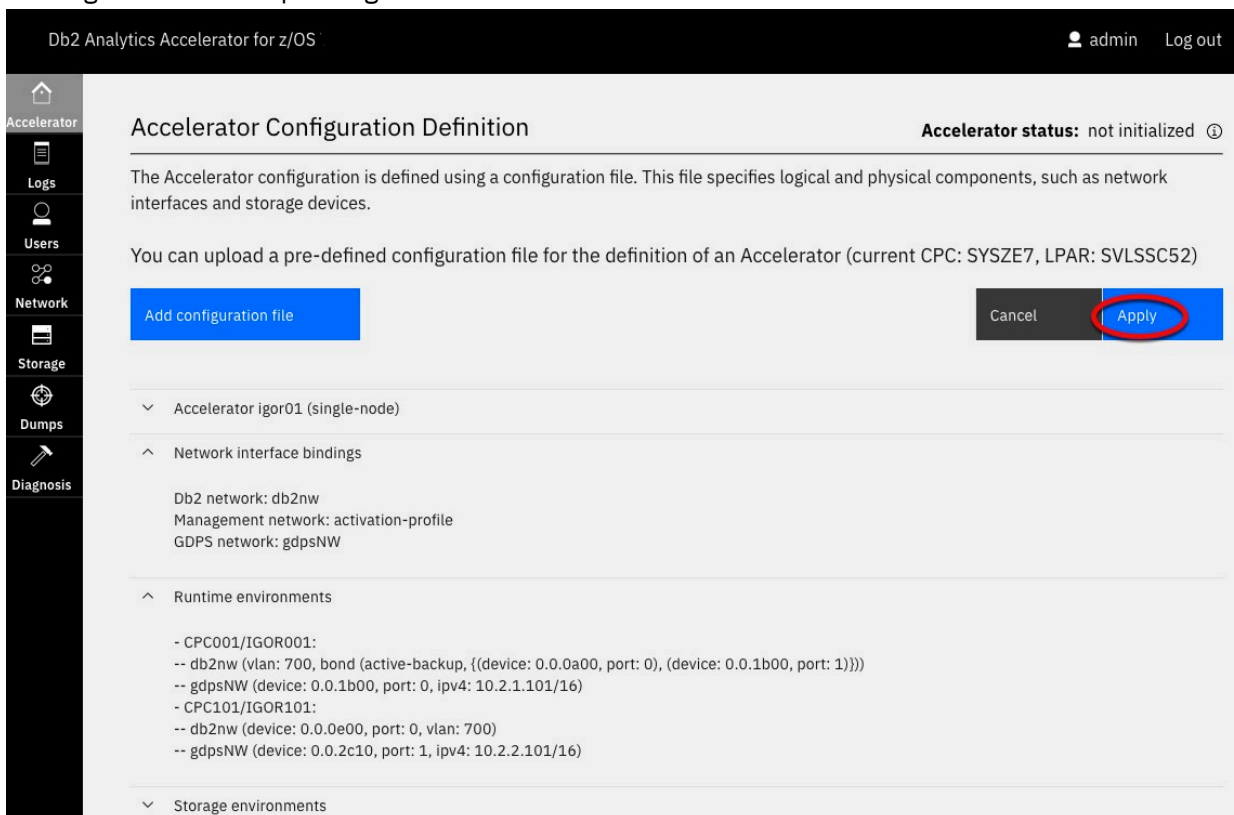 Db2 Analytics Accelerator for z/OS
admin Log out
Accelerator
Logs
Users
Network
Storage
Dumps
Diagnosis
Accelerator Configuration Definition
Accelerator status: not initialized
The Accelerator configuration is defined using a configuration file. This file specifies logical and physical components, such as network
interfaces and storage devices.
You can upload a pre-defined configuration file for the definition of an Accelerator (current CPC: SYSZE7, LPAR: SVLSSC52)
Add configuration file
Cancel
Apply
Accelerator igor01 (single-node)
Network interface bindings
Db2 network: db2nw
Management network: activation-profile
GDPS network: gdpsNW
Runtime environments
- CPC001/IGOR001:
-- db2nw (vlan: 700, bond (active-backup, {(device: 0.0.0a00, port: 0), (device: 0.0.1b00, port: 1)}))
-- gdpsNW (device: 0.0.1b00, port: 0, ipv4: 10.2.1.101/16)
- CPC101/IGOR101:
-- db2nw (device: 0.0.0e00, port: 0, vlan: 700)
-- gdpsNW (device: 0.0.2c10, port: 1, ipv4: 10.2.2.101/16)
Storage environments